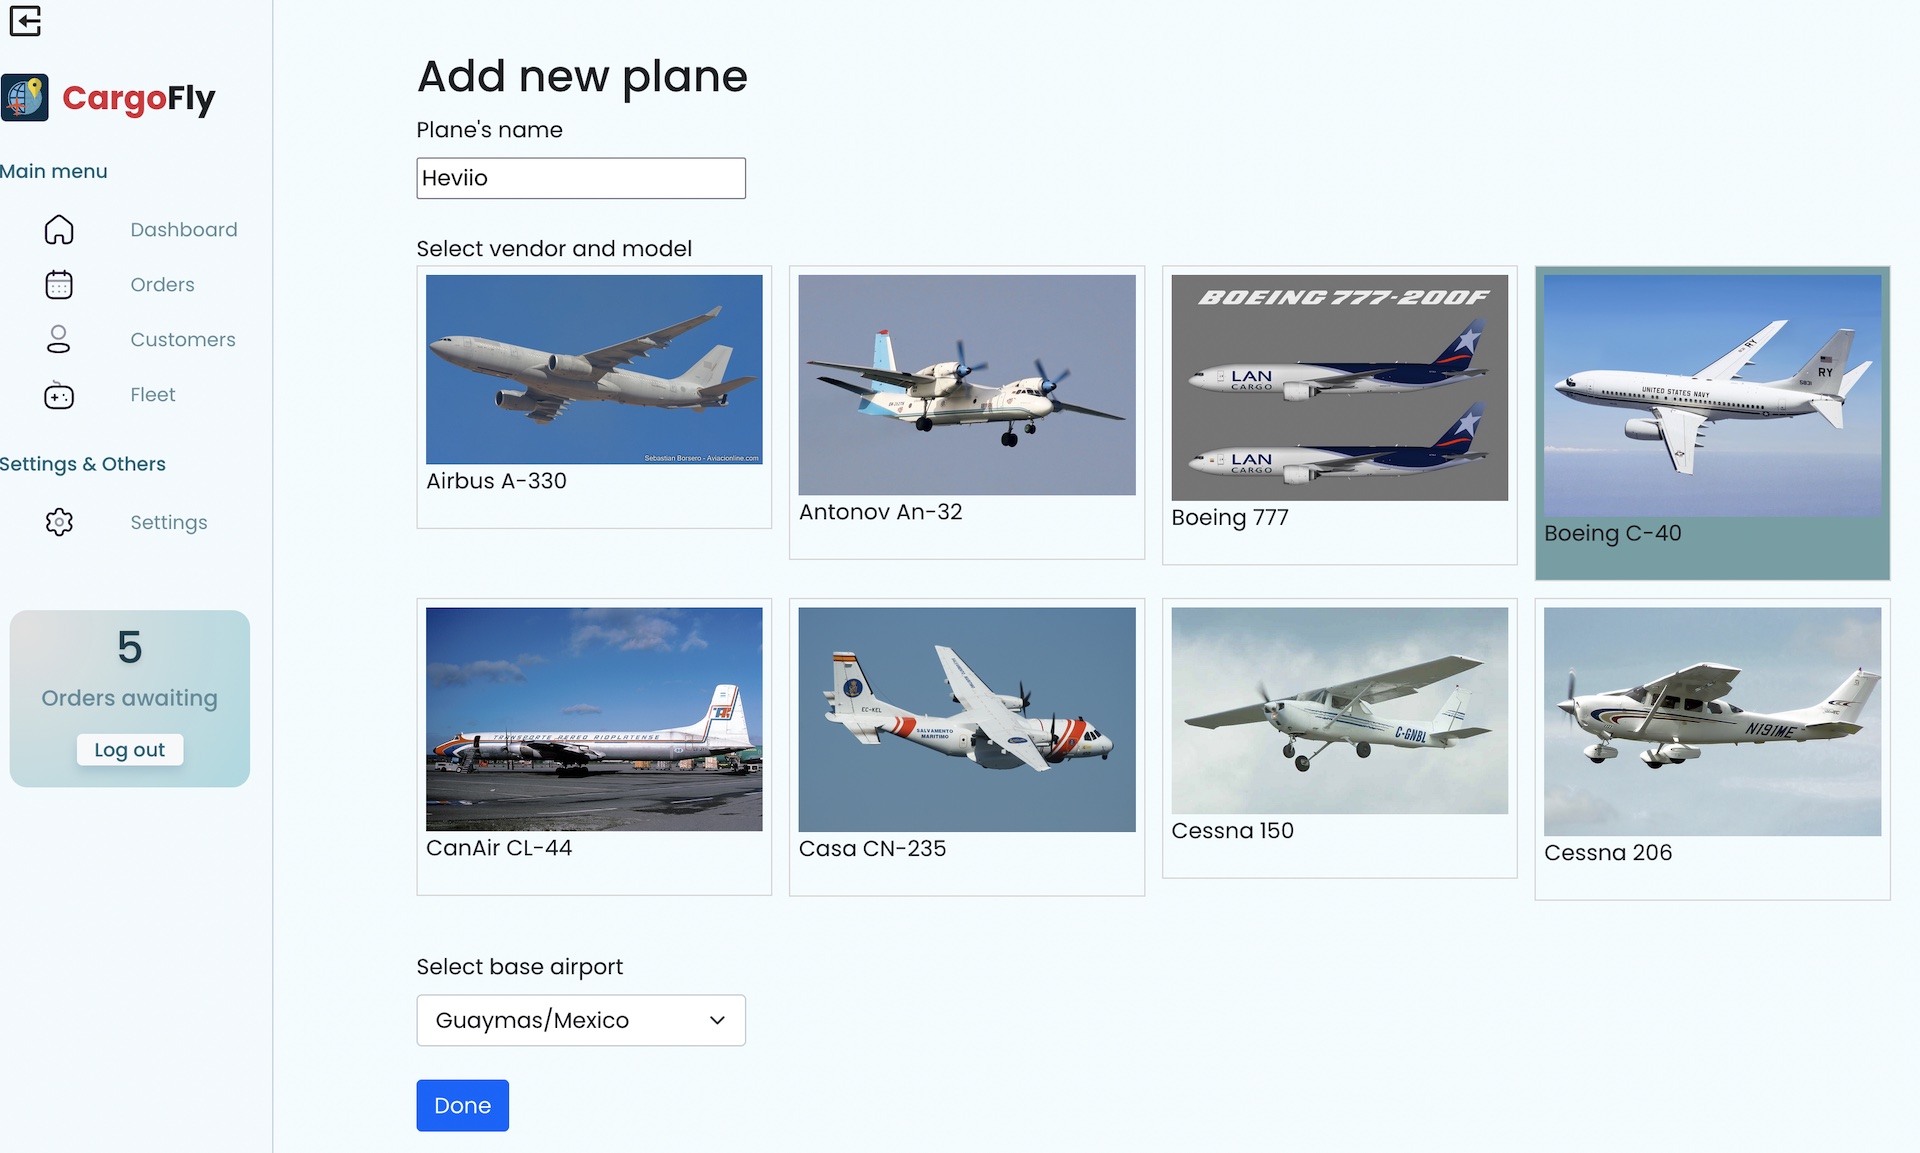 CargoFly
Main menu
Dashboard
Orders
Customers
Fleet
Settings & Others
Settings
5
Orders awaiting
Log out
Add new plane
Plane's name
Heviio
Select vendor and model
Sebastian Borsero - Aviacionline.com
Airbus A-330
Antonov An-32
BOEING 777-200F
LAN
CARGO
LAN
CARGO
Boeing 777
RY
RY
UNITED STATES NAVY
Boeing C-40
TRANSPORTE AEREO RIOPLATENSE
CanAir CL-44
EC-KEL
SALVAMENTO
MARITIMO
Casa CN-235
C-GNBL
Cessna 150
N191ME
Cessna 206
Select base airport
Guaymas/Mexico
Done